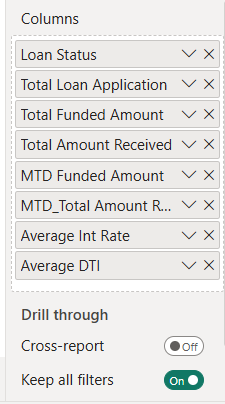 Columns
Loan Status
Total Loan Application
Total Funded Amount
Total Amount Received
MTD Funded Amount
MTD_Total Amount R...
Average Int Rate
Average DTI
Drill through
Cross-report Off
Keep all filters On